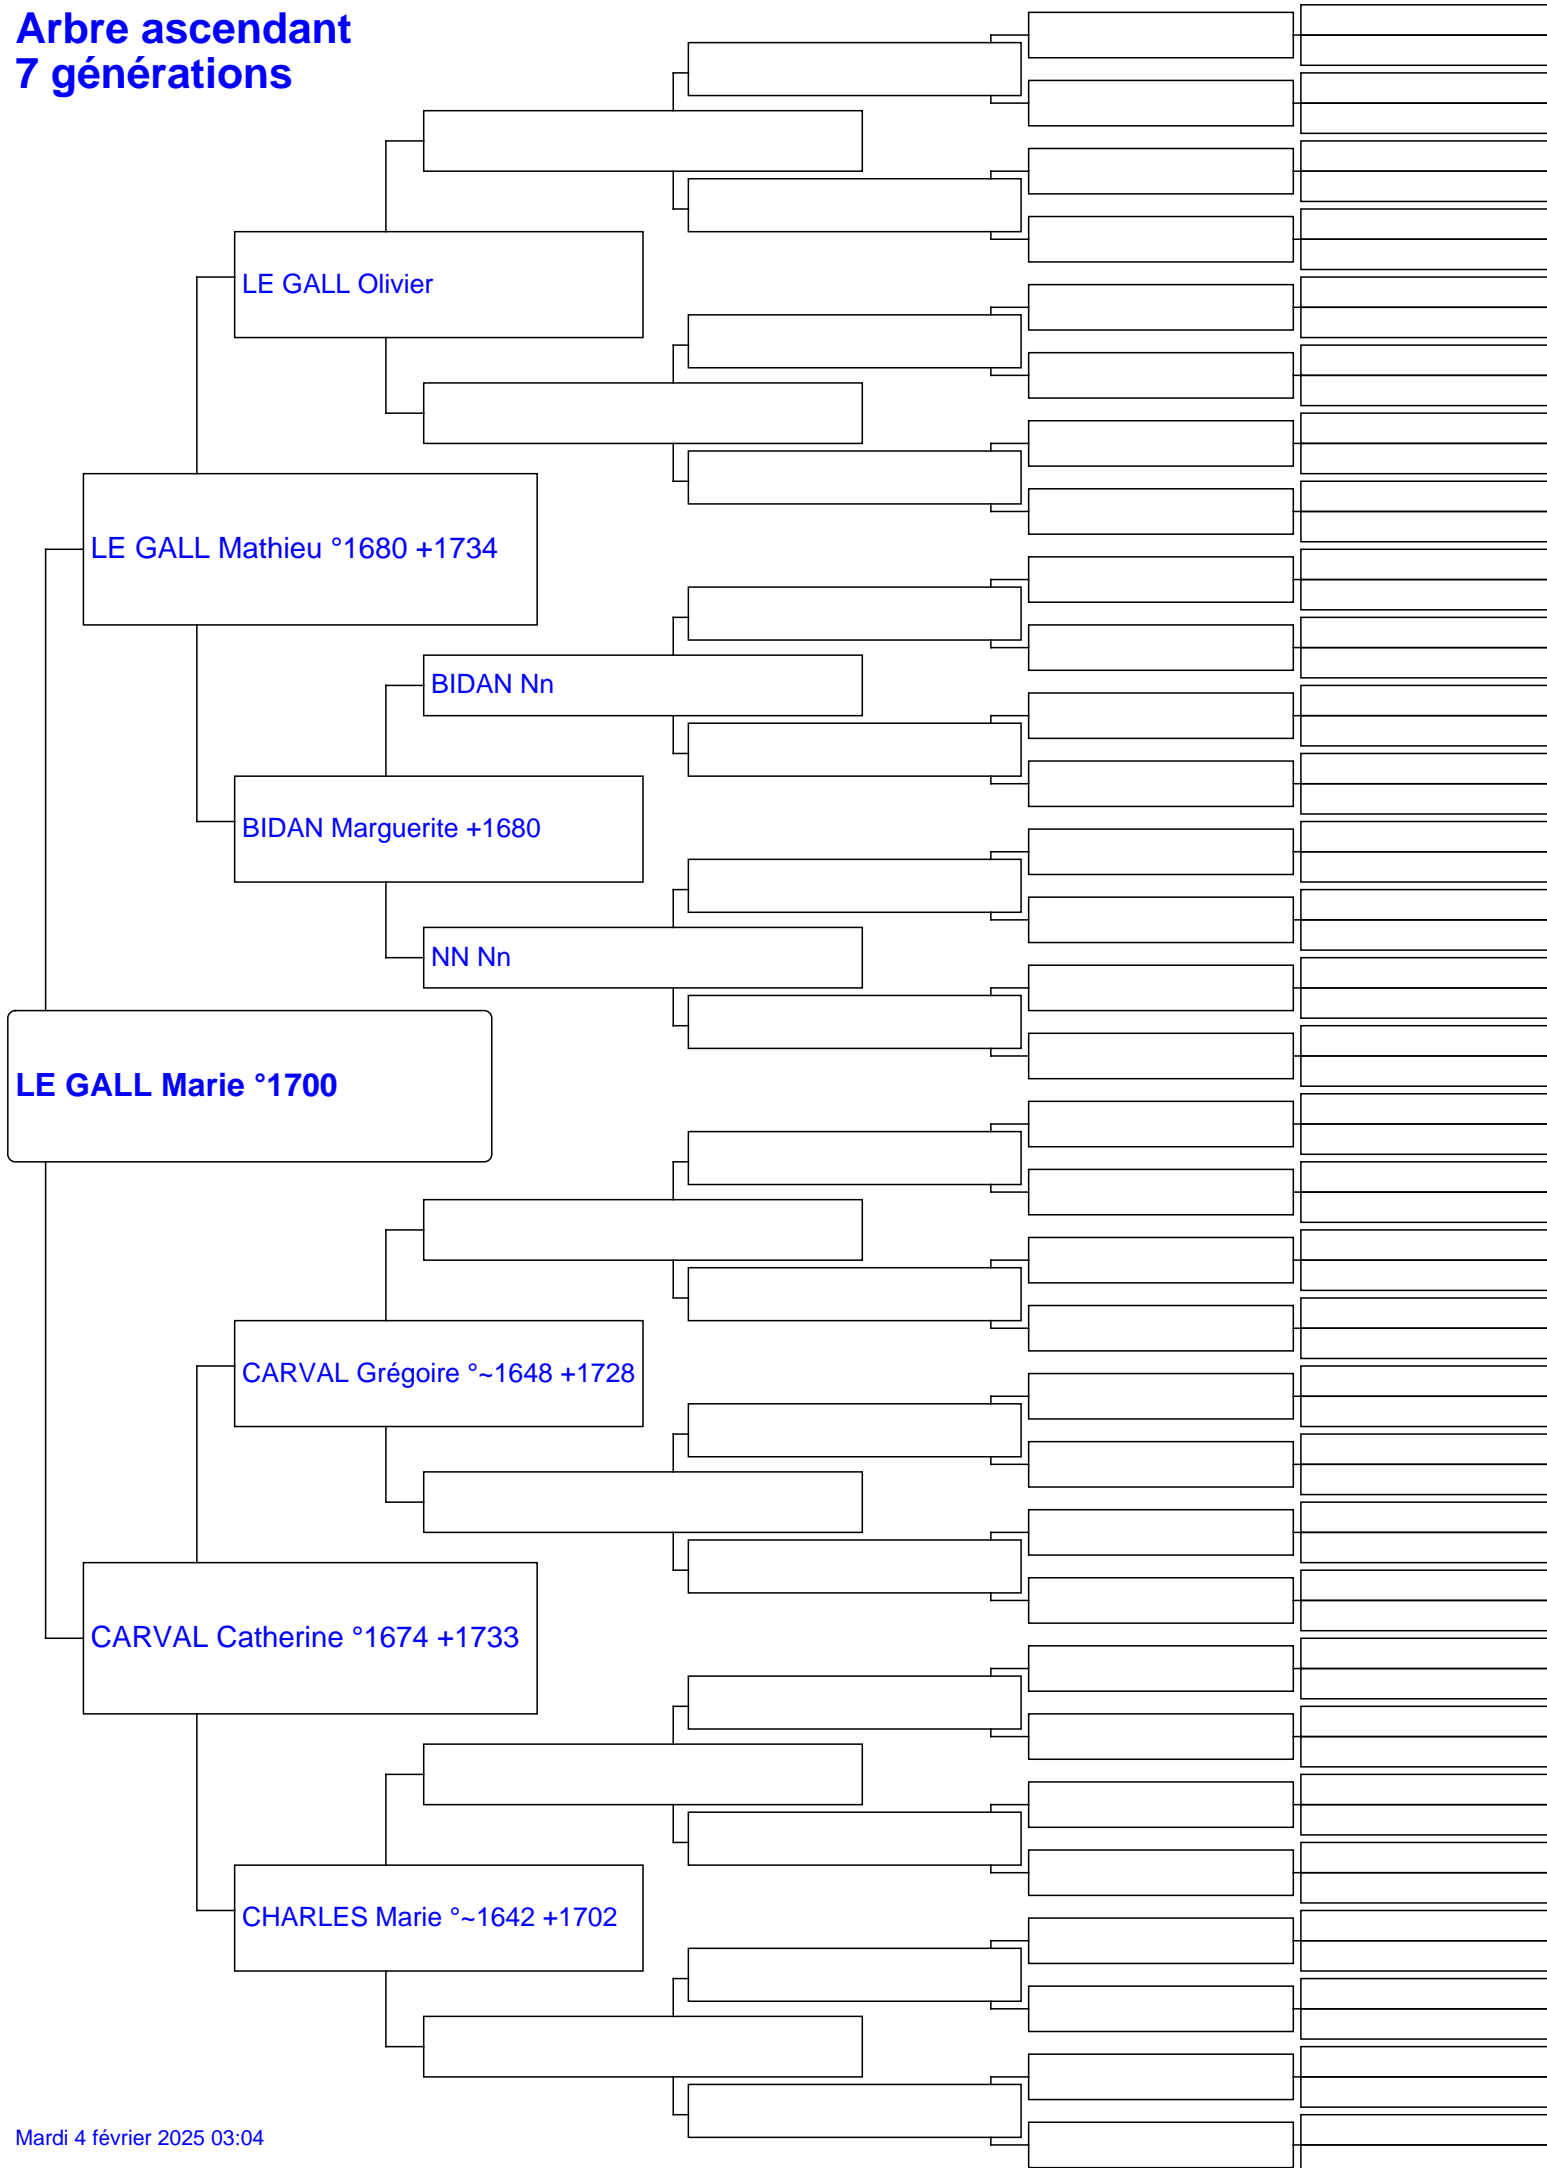 Arbre ascendant
7 générations
LE GALL Olivier
LE GALL Mathieu °1680 +1734
BIDAN Nn
BIDAN Marguerite +1680
NN Nn
LE GALL Marie °1700
CARVAL Grégoire °~1648 +1728
CARVAL Catherine °1674 +1733
CHARLES Marie °~1642 +1702
Mardi 4 février 2025 03:04